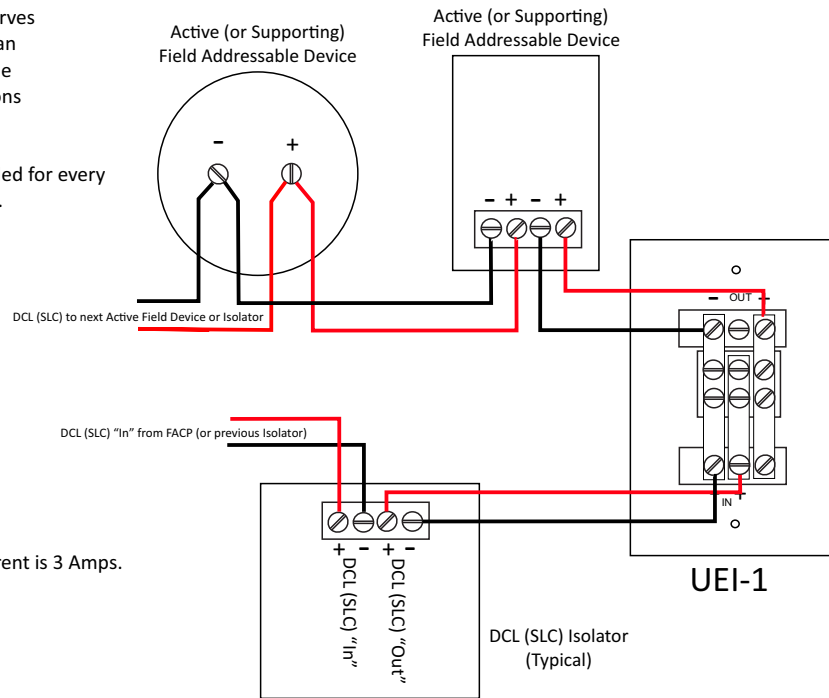 rves
an
e
ns
ed for every
.
rent is 3 Amps.
Active (or Supporting)
Field Addressable Device
Active (or Supporting)
Field Addressable Device
- +
- + - +
DCL (SLC) to next Active Field Device or Isolator
DCL (SLC) “In” from FACP (or previous Isolator)
- OUT +
- IN +
UEI-1
+ - + -
DCL (SLC) “In”
DCL (SLC) “Out”
DCL (SLC) Isolator
(Typical)